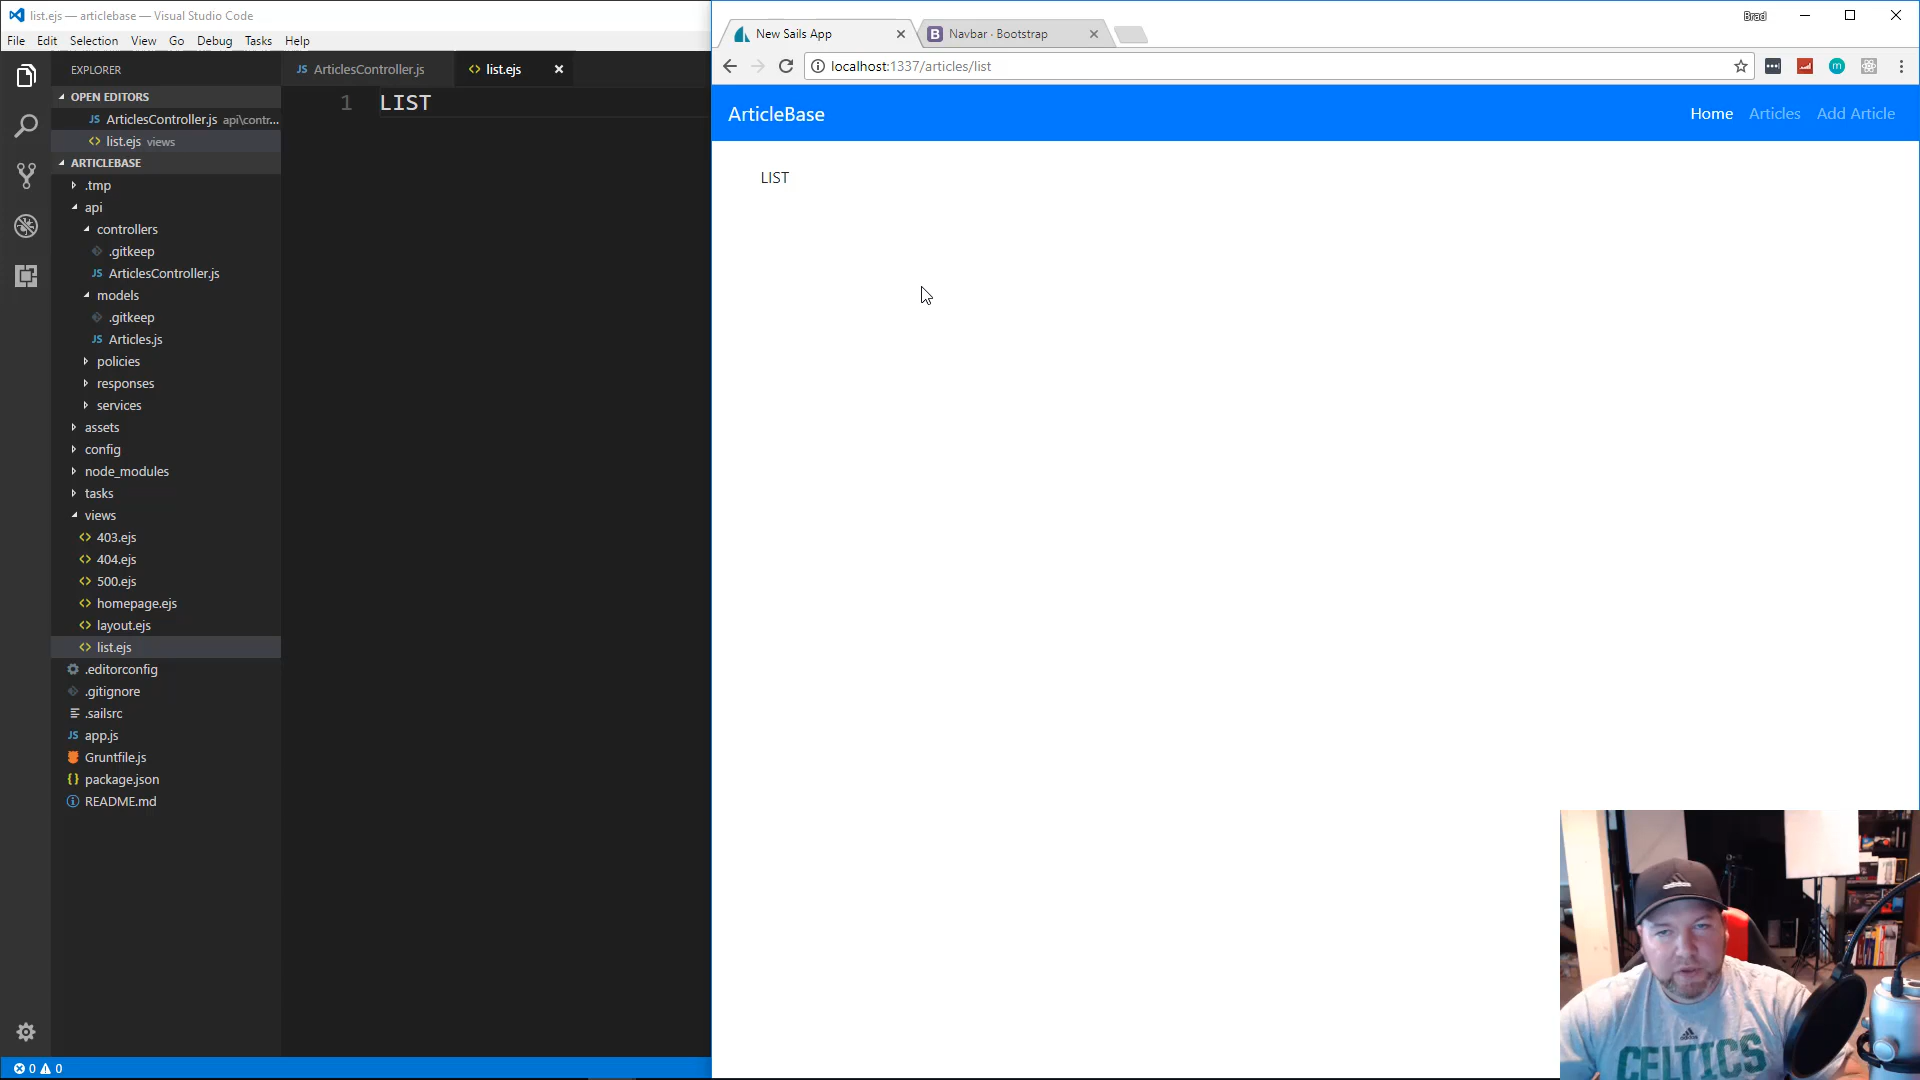 list.ejs — articlebase — Visual Studio Code
File Edit Selection View Go Debug Tasks Help
EXPLORER
OPEN EDITORS
ArticlesController.js api\contr...
list.ejs views
ARTICLEBASE
.tmp
api
controllers
.gitkeep
ArticlesController.js
models
.gitkeep
Articles.js
policies
responses
services
assets
config
node_modules
tasks
views
403.ejs
404.ejs
500.ejs
homepage.ejs
layout.ejs
list.ejs
.editorconfig
.gitignore
.sailsrc
app.js
Gruntfile.js
package.json
README.md
0 0
ArticlesController.js list.ejs
1 LIST
Brad
New Sails App
Navbar · Bootstrap
localhost:1337/articles/list
ArticleBase Home Articles Add Article
LIST
CELTICS